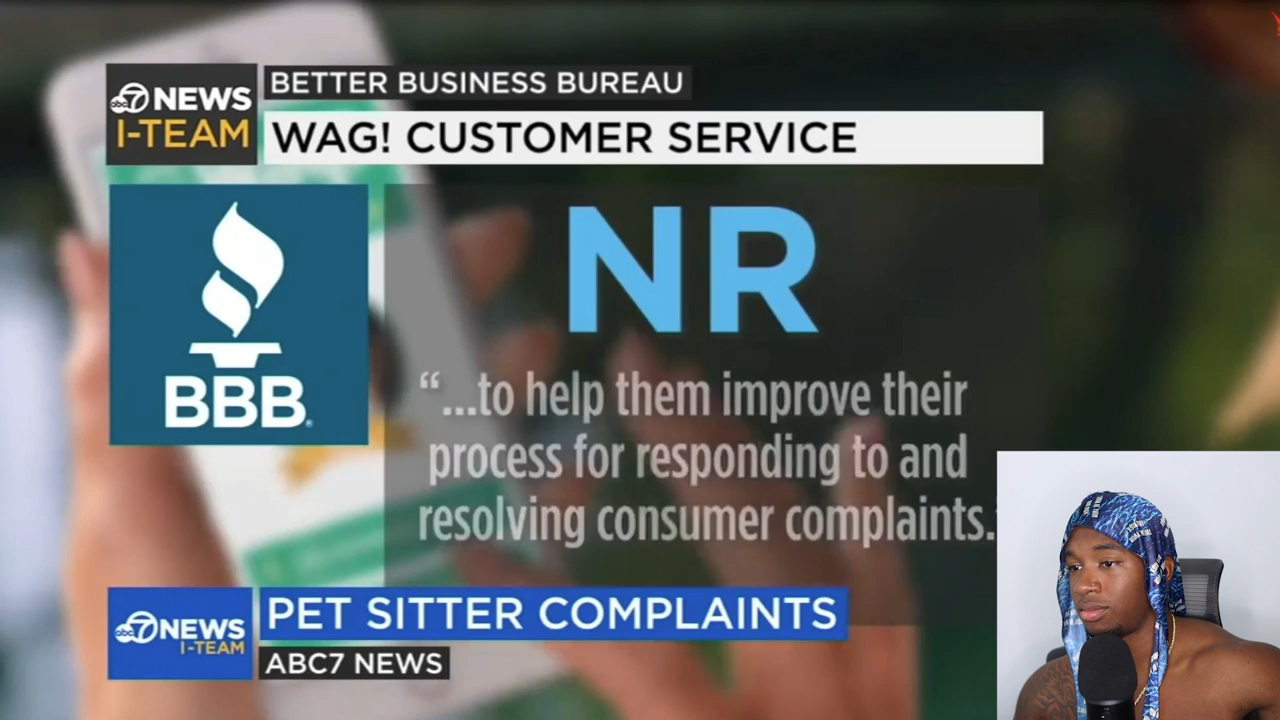 BETTER BUSINESS BUREAU
abc7 NEWS
I-TEAM
WAG! CUSTOMER SERVICE
NR
BBB
"...to help them improve their
process for responding to and
resolving consumer complaints.
PET SITTER COMPLAINTS
abc7 NEWS
I-TEAM
ABC7 NEWS